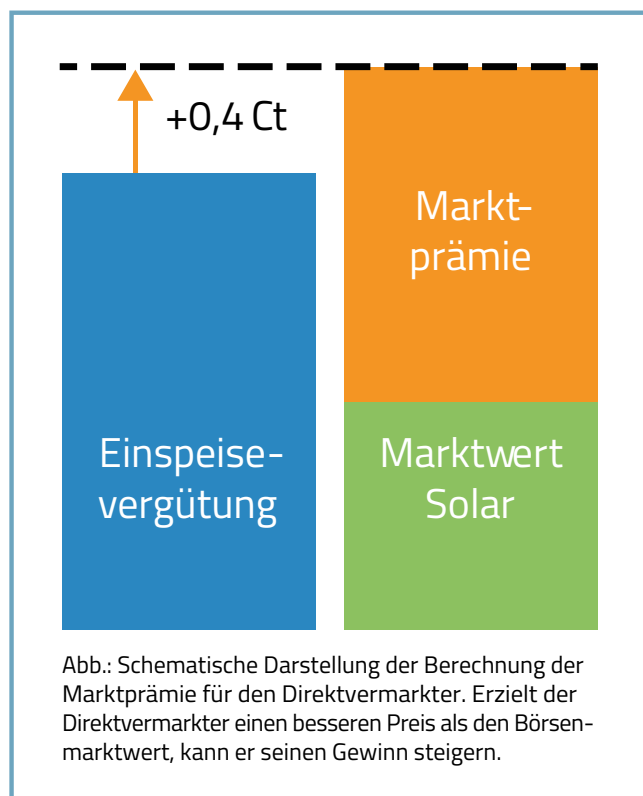 +0,4 Ct
Markt-
prämie
Einspeise-
vergütung
Marktwert
Solar
Abb.: Schematische Darstellung der Berechnung der
Marktprämie für den Direktvermarkter. Erzielt der
Direktvermarkter einen besseren Preis als den Börsen-
marktwert, kann er seinen Gewinn steigern.